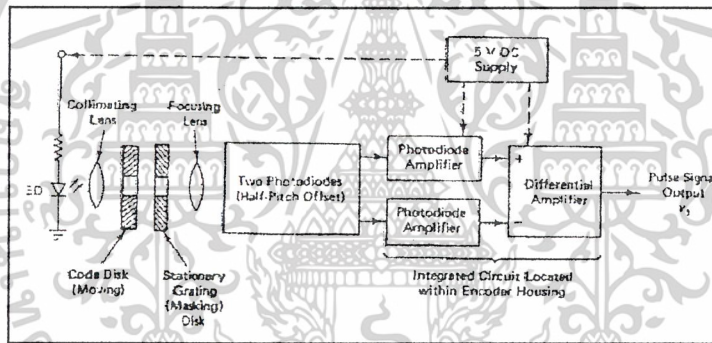 5 V DC
Supply
Collimating
Lens
Focusing
Lens
ED
Two Photodiodes
(Half-Pitch Offset)
Photodiode
Amplifier
+
Photodiode
Amplifier
–
Differential
Amplifier
Pulse Signal
Output
Code Disk
(Moving)
Stationary
Grating
(Masking)
Disk
Integrated Circuit Located
within Encoder Housing